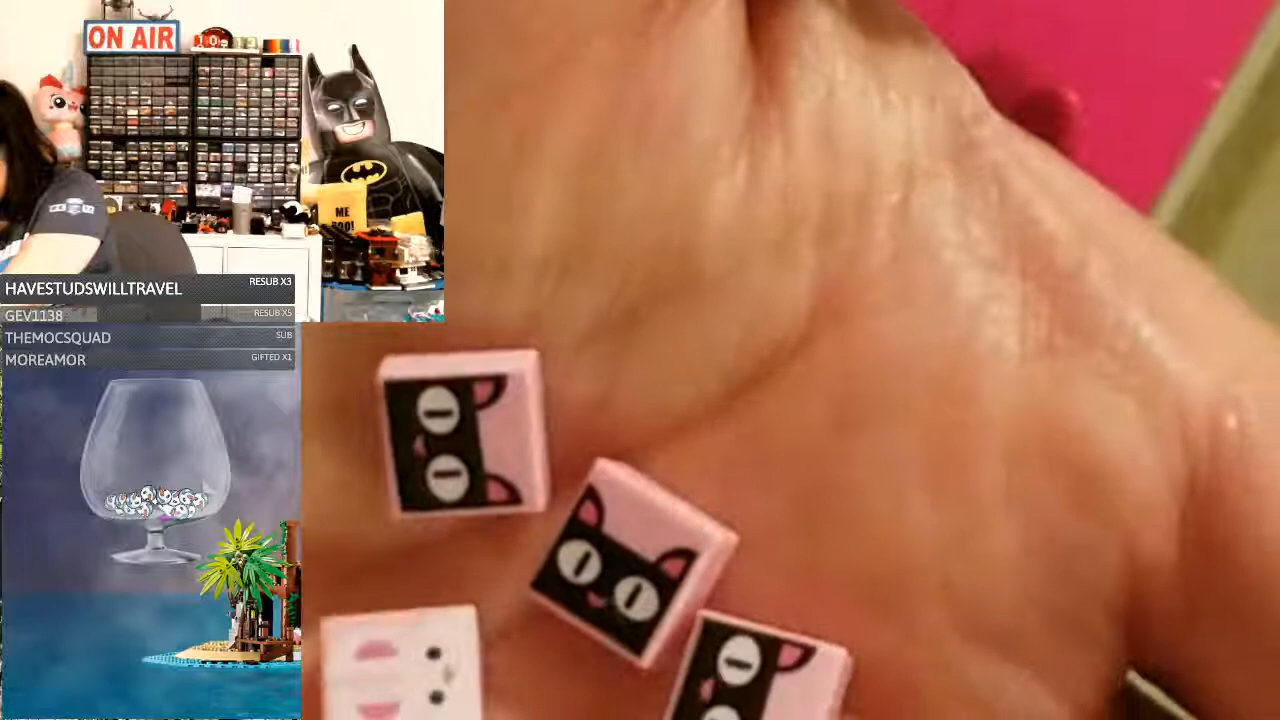 ON AIR
ME
TOO!
HAVESTUDSWILLTRAVEL RESUB X3
GEV1138 RESUB X5
THEMOCSQUAD SUB
MOREAMOR GIFTED X1